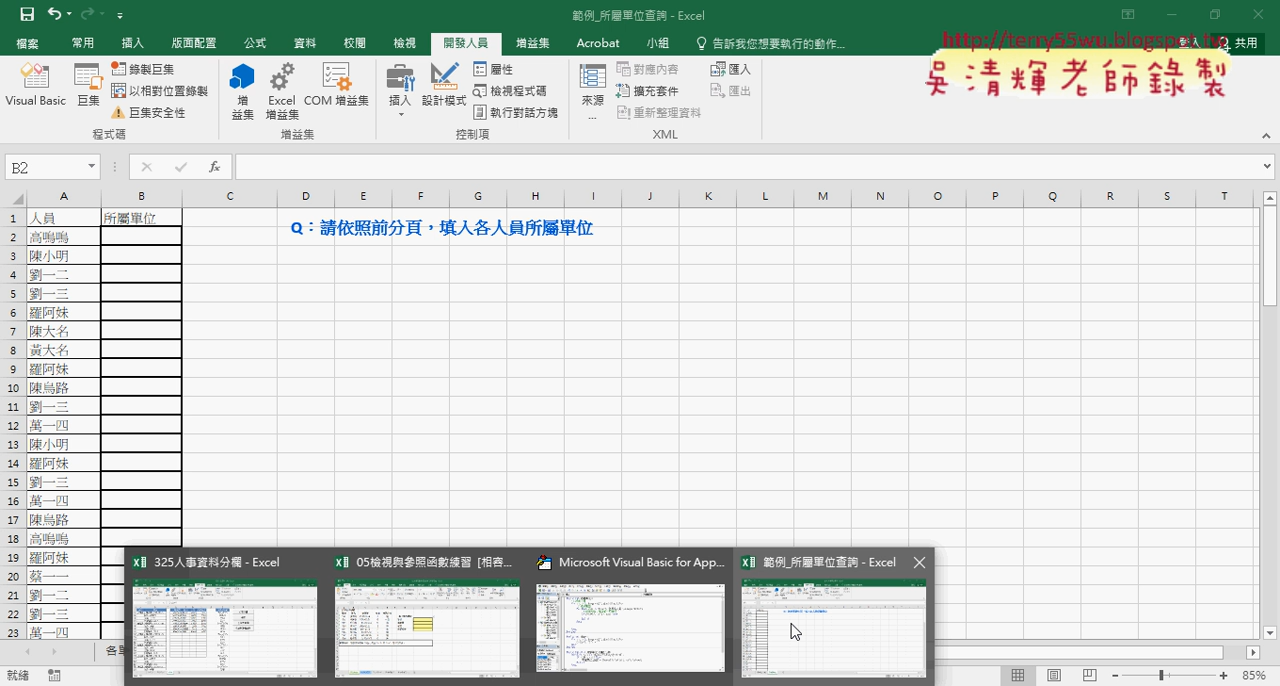 範例_所屬單位查詢 - Excel
http://terry55wu.blogspot.tw
吳清輝老師錄製
檔案 常用 插入 版面配置 公式 資料 校閱 檢視 開發人員 增益集 Acrobat 小組 告訴我您想要執行的動作... 登入 共用
Visual Basic 巨集 錄製巨集 以相對位置錄製 巨集安全性
增益集 Excel 增益集 COM 增益集
插入 設計模式 屬性 檢視程式碼 執行對話方塊
來源... 對應內容 擴充套件 重新整理資料 匯入 匯出
程式碼 增益集 控制項 XML
B2 fx
A B C D E F G H I J K L M N O P Q R S T
1 人員 所屬單位
Q：請依照前分頁，填入各人員所屬單位
2 高鳴鳴
3 陳小明
4 劉一二
5 劉一三
6 羅阿妹
7 陳大名
8 黃大名
9 羅阿妹
10 陳烏路
11 劉一三
12 萬一四
13 陳小明
14 羅阿妹
15 劉一三
16 萬一四
17 陳烏路
18 高鳴鳴
19 羅阿妹
20 蔡一一
21 劉一二
22 劉一三
23 萬一四
325人事資料分欄 - Excel
05檢視與參照函數練習 [相容...
Microsoft Visual Basic for App...
範例_所屬單位查詢 - Excel
各單
就緒 85%